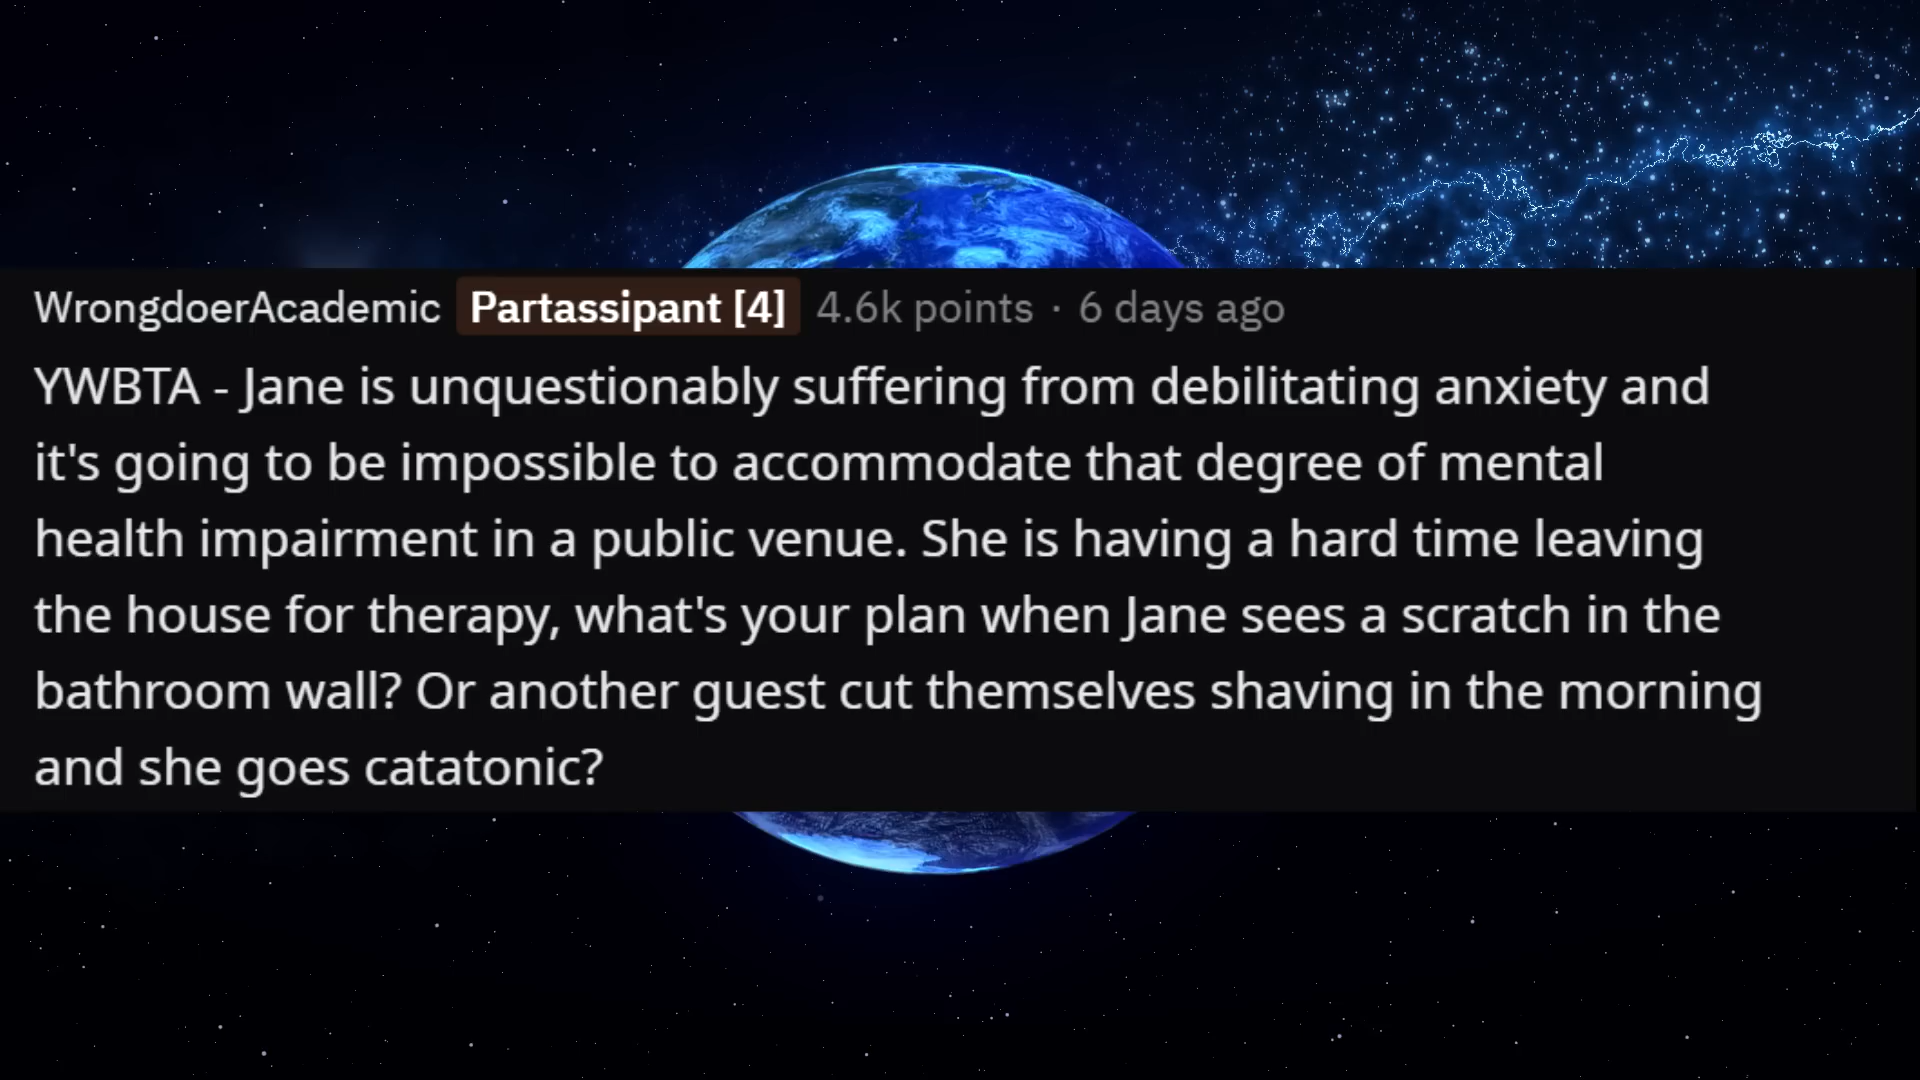 WrongdoerAcademic Partassipant [4] 4.6k points · 6 days ago
YWBTA - Jane is unquestionably suffering from debilitating anxiety and
it's going to be impossible to accommodate that degree of mental
health impairment in a public venue. She is having a hard time leaving
the house for therapy, what's your plan when Jane sees a scratch in the
bathroom wall? Or another guest cut themselves shaving in the morning
and she goes catatonic?